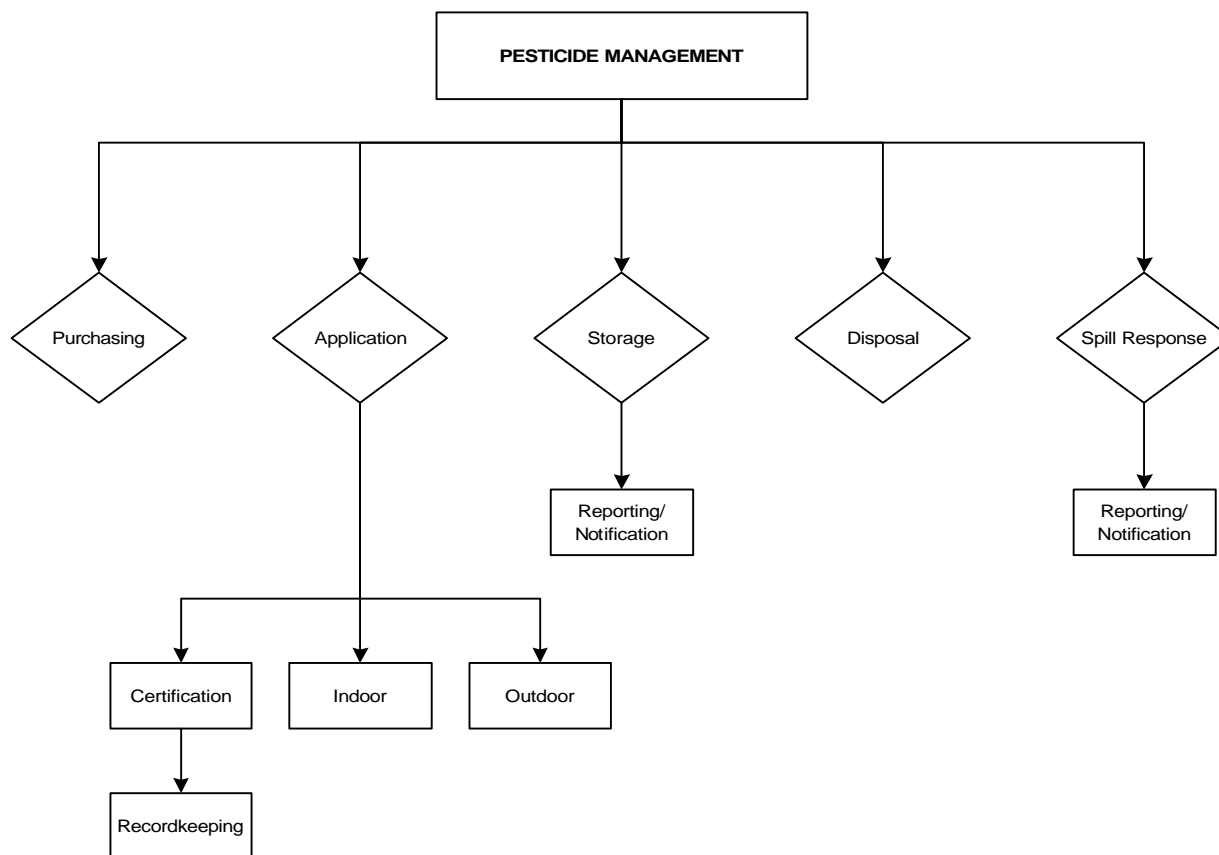 PESTICIDE MANAGEMENT
Purchasing
Application
Storage
Disposal
Spill Response
Reporting/
Notification
Reporting/
Notification
Certification
Indoor
Outdoor
Recordkeeping